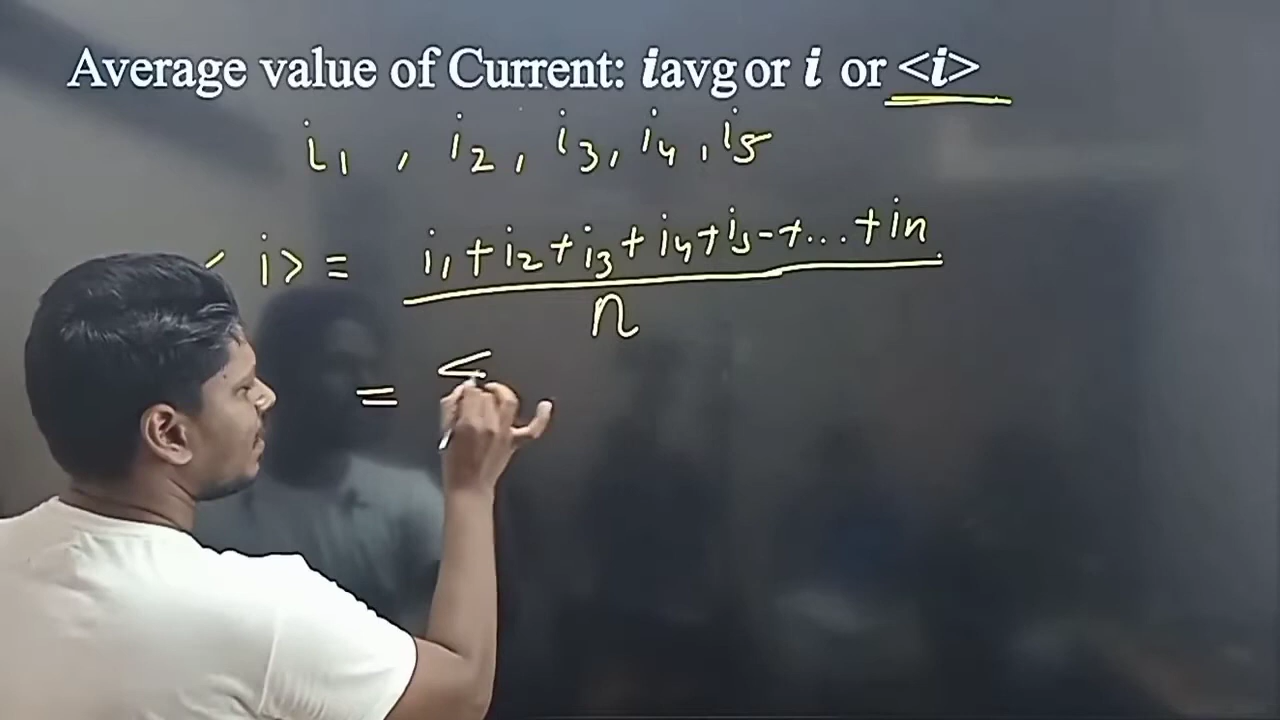 Average value of Current: iavg or i or <i>
i1 , i2 , i3 , i4 , i5
< i > =
i1 + i2 + i3 + i4 + i5 - + ... + in
n
=